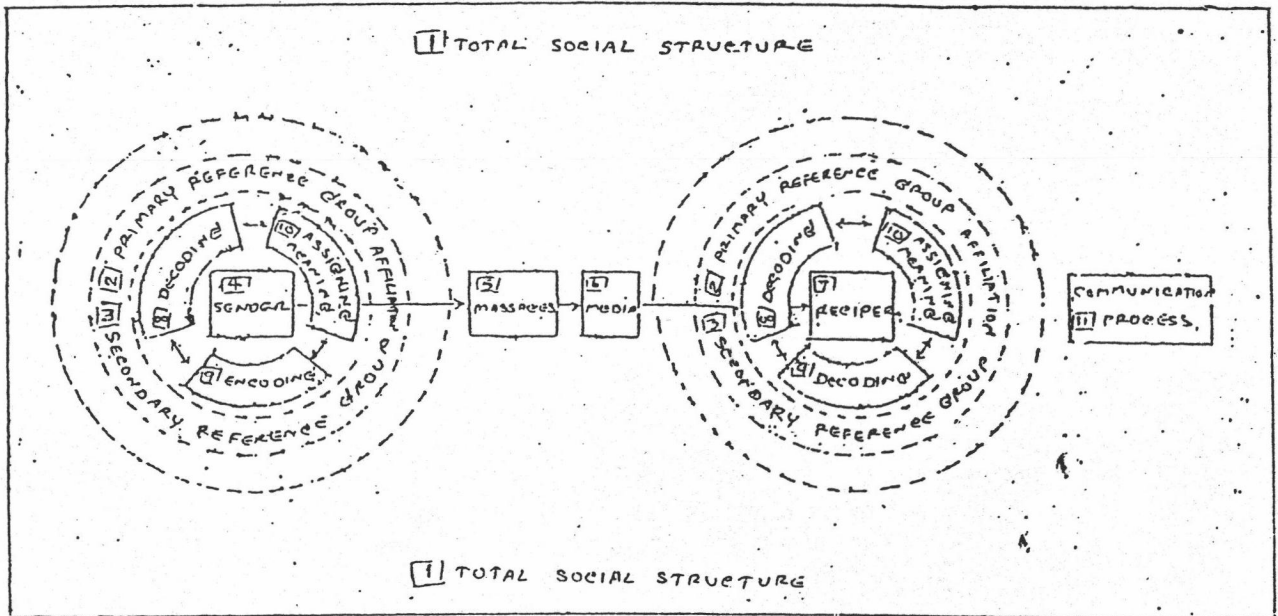 1 TOTAL SOCIAL STRUCTURE
2 PRIMARY REFERENCE GROUP AFFILIATION
3 SECONDARY REFERENCE GROUP
8 DECODING
10 ASSIGNING MEANING
4 SENDER
9 ENCODING
5 MASSAGES
6 MEDIA
2 PRIMARY REFERENCE GROUP AFFILIATION
3 SECONDARY REFERENCE GROUP
8 DECODING
10 ASSIGNING MEANING
7 RECIPER.
9 DECODING
COMMUNICATION
11 PROCESS.
1 TOTAL SOCIAL STRUCTURE